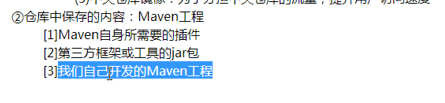 ②仓库中保存的内容：Maven工程
[1]Maven自身所需要的插件
[2]第三方框架或工具的jar包
[3]我们自己开发的Maven工程